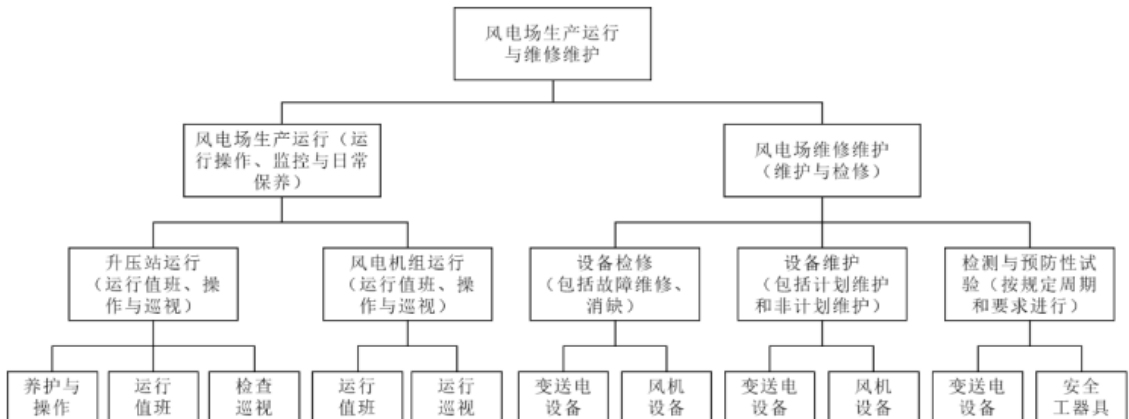 风电场生产运行
与维修维护
风电场生产运行（运
行操作、监控与日常
保养）
风电场维修维护
（维护与检修）
升压站运行
（运行值班、操
作与巡视）
风电机组运行
（运行值班、操
作与巡视）
设备检修
（包括故障维修、
消缺）
设备维护
（包括计划维护
和非计划维护）
检测与预防性试
验（按规定周期
和要求进行）
养护与
操作
运行
值班
检查
巡视
运行
值班
运行
巡视
变送电
设备
风机
设备
变送电
设备
风机
设备
变送电
设备
安全
工器具